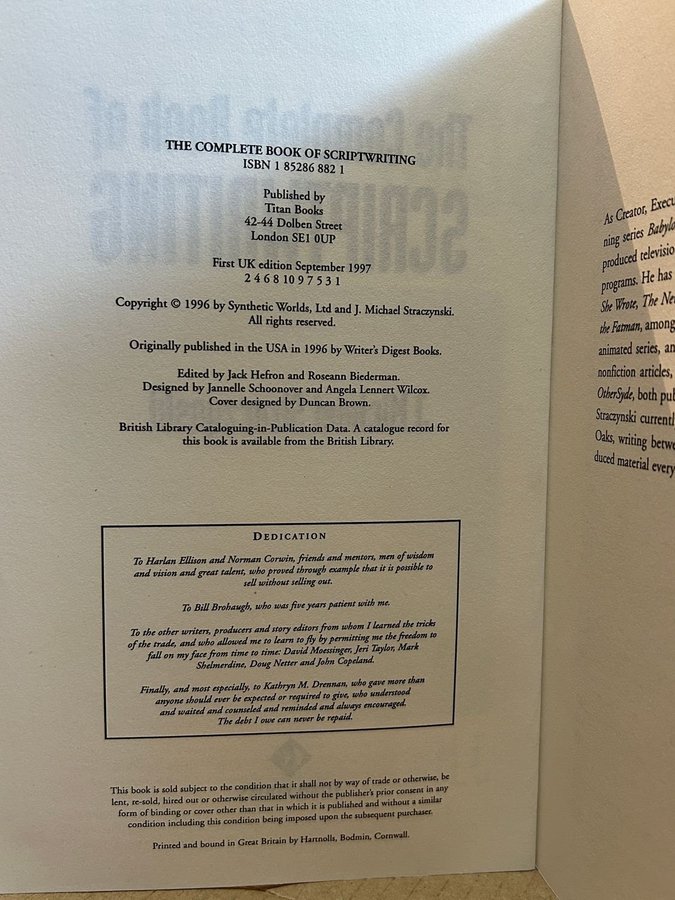 THE COMPLETE BOOK OF SCRIPTWRITING
ISBN 1 85286 882 1
Published by
Titan Books
42-44 Dolben Street
London SE1 0UP
First UK edition September 1997
2 4 6 8 10 9 7 5 3 1
Copyright © 1996 by Synthetic Worlds, Ltd and J. Michael Straczynski.
All rights reserved.
Originally published in the USA in 1996 by Writer's Digest Books.
Edited by Jack Hefron and Roseann Biederman.
Designed by Jannelle Schoonover and Angela Lennert Wilcox.
Cover designed by Duncan Brown.
British Library Cataloguing-in-Publication Data. A catalogue record for
this book is available from the British Library.
DEDICATION
To Harlan Ellison and Norman Corwin, friends and mentors, men of wisdom
and vision and great talent, who proved through example that it is possible to
sell without selling out.
To Bill Brohaugh, who was five years patient with me.
To the other writers, producers and story editors from whom I learned the tricks
of the trade, and who allowed me to learn to fly by permitting me the freedom to
fall on my face from time to time: David Moessinger, Jeri Taylor, Mark
Shelmerdine, Doug Netter and John Copeland.
Finally, and most especially, to Kathryn M. Drennan, who gave more than
anyone should ever be expected or required to give, who understood
and waited and counseled and reminded and always encouraged.
The debt I owe can never be repaid.
This book is sold subject to the condition that it shall not by way of trade or otherwise, be
lent, re-sold, hired out or otherwise circulated without the publisher's prior consent in any
form of binding or cover other than that in which it is published and without a similar
condition including this condition being imposed upon the subsequent purchaser.
Printed and bound in Great Britain by Hartnolls, Bodmin, Cornwall.
As Creator, Execu
ning series Babylo
produced televisio
programs. He has
She Wrote, The Ne
the Fatman, among
animated series, an
nonfiction articles,
OtherSyde, both pu
Straczynski currentl
Oaks, writing betwe
duced material every